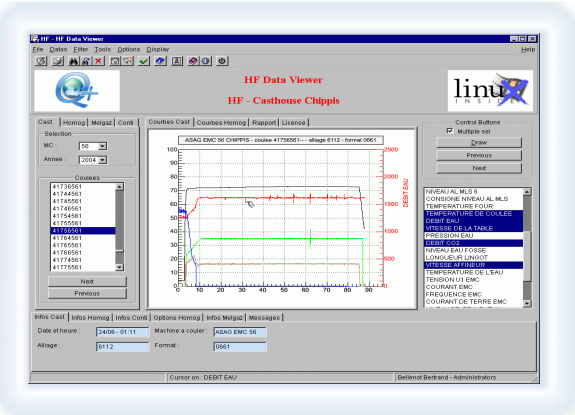 HF - HF Data Viewer
File Datas Filter Tools Options Display Help
HF Data Viewer
HF - Casthouse Chippis
Q+
linuX
INSIDE
Cast Homog Melgaz Conti
Selection
MC : 56
Annee : 2004
Coulees
41736561
41744561
41746561
41754561
41755561
41756561
41764561
41765561
41766561
41774561
41775561
Next
Previous
Courbes Cast Courbes Homog Rapport License
ASAG EMC 56 CHIPPIS - coulee 41756561-- - alliage 6112 - format 0661
100
90
80
70
60
50
40
30
20
10
0
0 10 20 30 40 50 60 70 80 90
2500
2000
1500
1000
500
0
DEBIT EAU
Control Buttons
Multiple sel
Draw
Previous
Next
NIVEAU AL MLS 6
CONSIGNE NIVEAU AL MLS
TEMPERATURE FOUR
TEMPERATURE DE COULEE
DEBIT EAU
VITESSE DE LA TABLE
PRESSION EAU
DEBIT CO2
NIVEAU EAU FOSSE
LONGUEUR LINGOT
VITESSE AFFINEUR
TEMPERATURE DE L'EAU
TENSION U1 EMC
COURANT EMC
FREQUENCE EMC
COURANT DE TERRE EMC
Infos Cast Infos Homog Infos Conti Options Homog Infos Melgaz Messages
Date et heure : 24/06 - 01:11 Machine a couler : ASAG EMC 56
Alliage : 6112 Format : 0661
Cursor on : DEBIT EAU
Bellenot Bertrand - Administrators